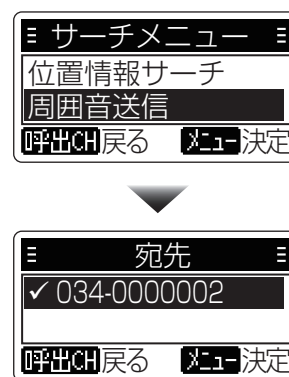 サーチメニュー
位置情報サーチ
周囲音送信
呼出CH戻る メニュー決定
宛先
✓ 034-0000002
呼出CH戻る メニュー決定